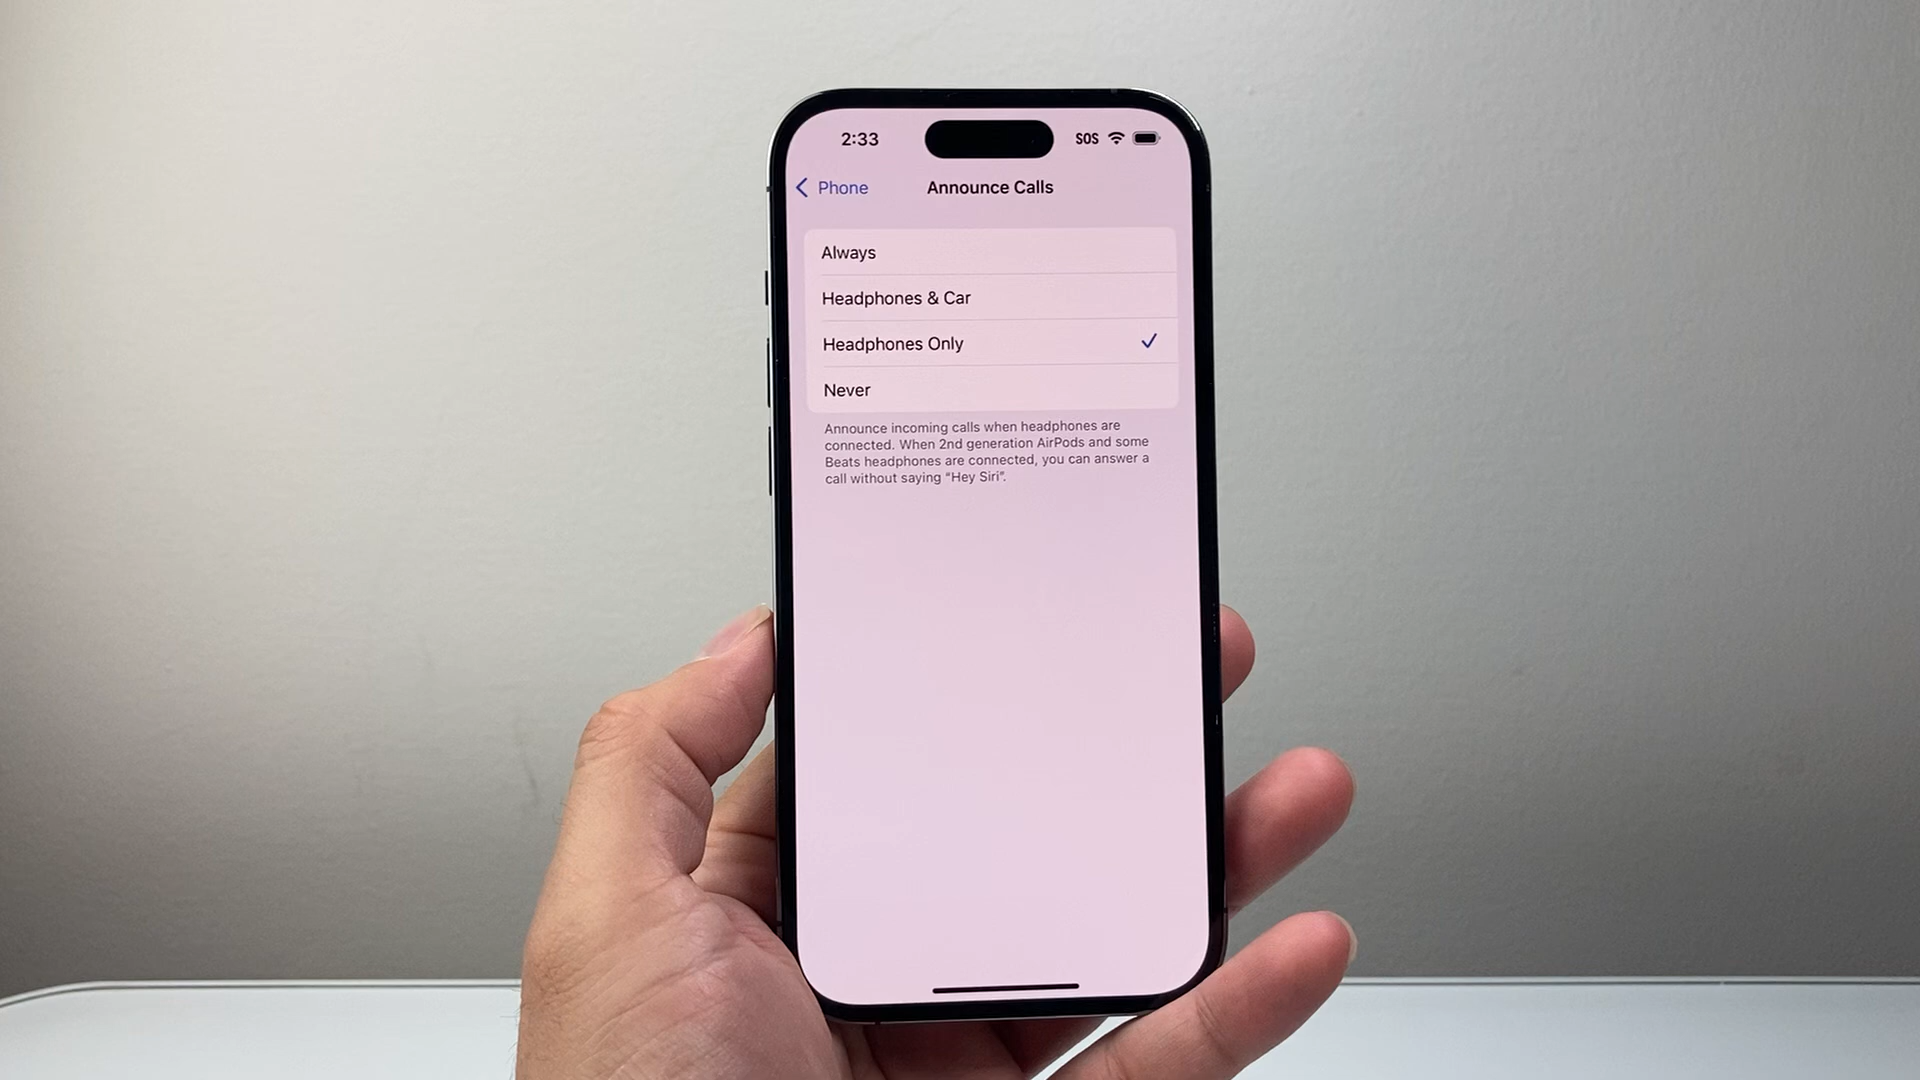 2:33 SOS
Phone Announce Calls
Always
Headphones & Car
Headphones Only
Never
Announce incoming calls when headphones are
connected. When 2nd generation AirPods and some
Beats headphones are connected, you can answer a
call without saying “Hey Siri”.